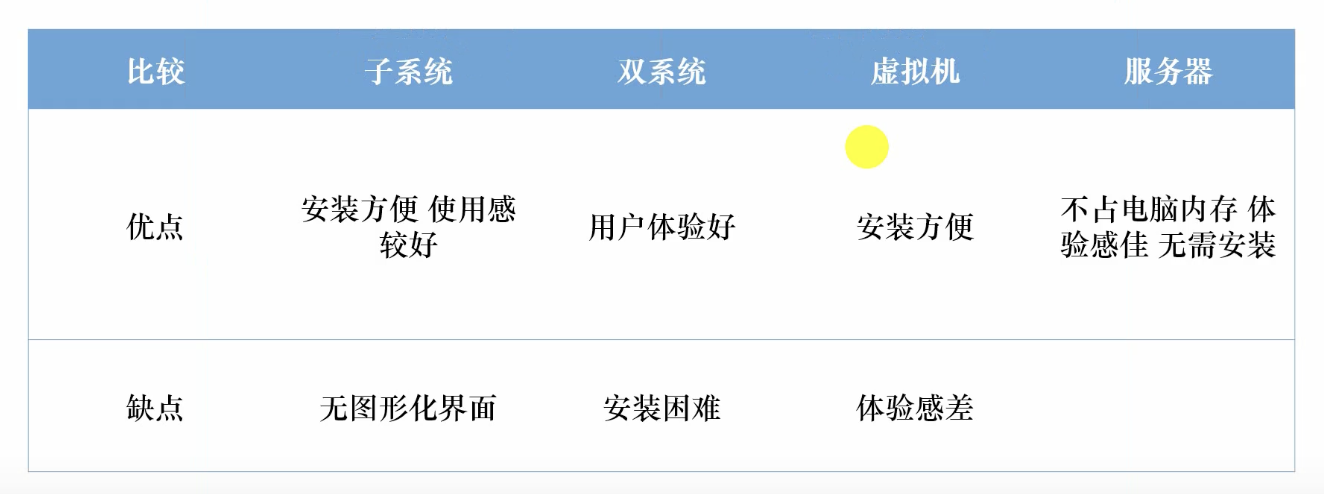 比较 子系统 双系统 虚拟机 服务器
优点
安装方便 使用感
较好
用户体验好
安装方便
不占电脑内存 体
验感佳 无需安装
缺点 无图形化界面 安装困难 体验感差